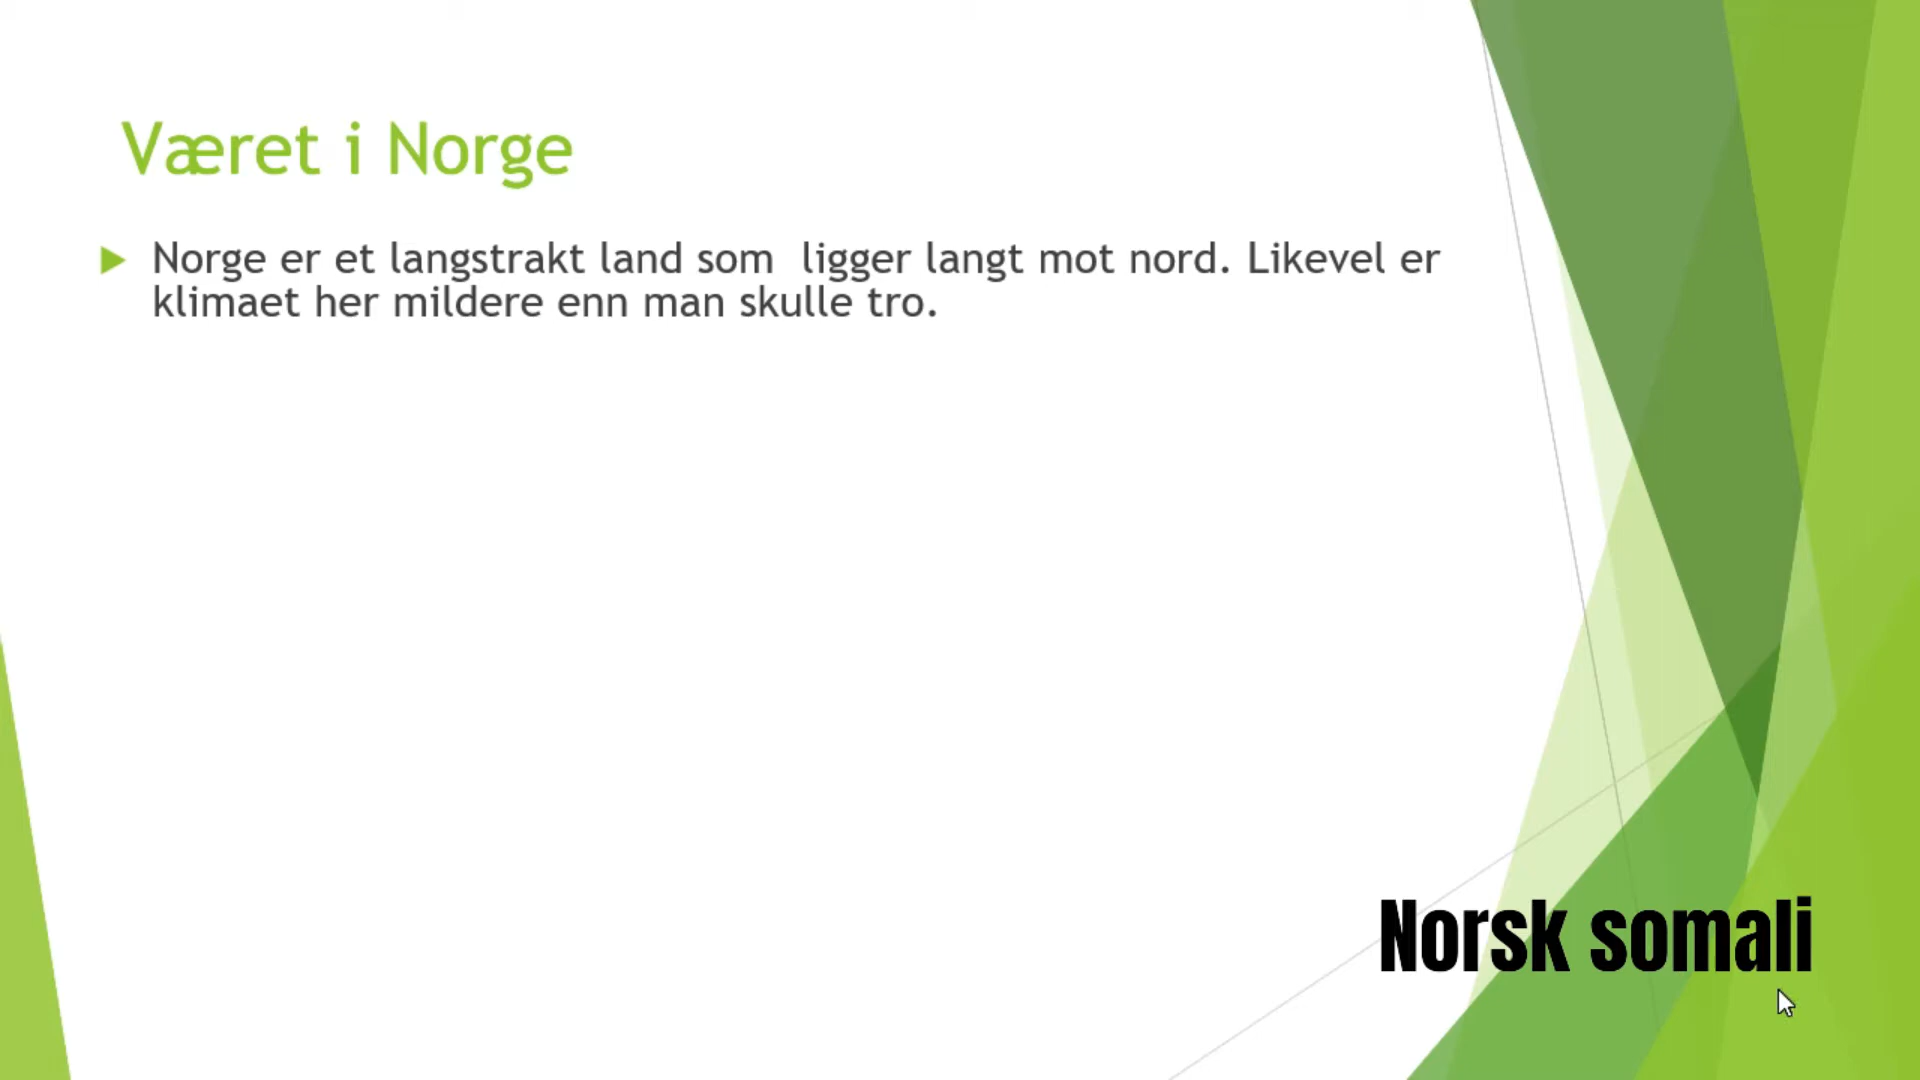 Været i Norge
Norge er et langstrakt land som  ligger langt mot nord. Likevel er
klimaet her mildere enn man skulle tro.
Norsk somali